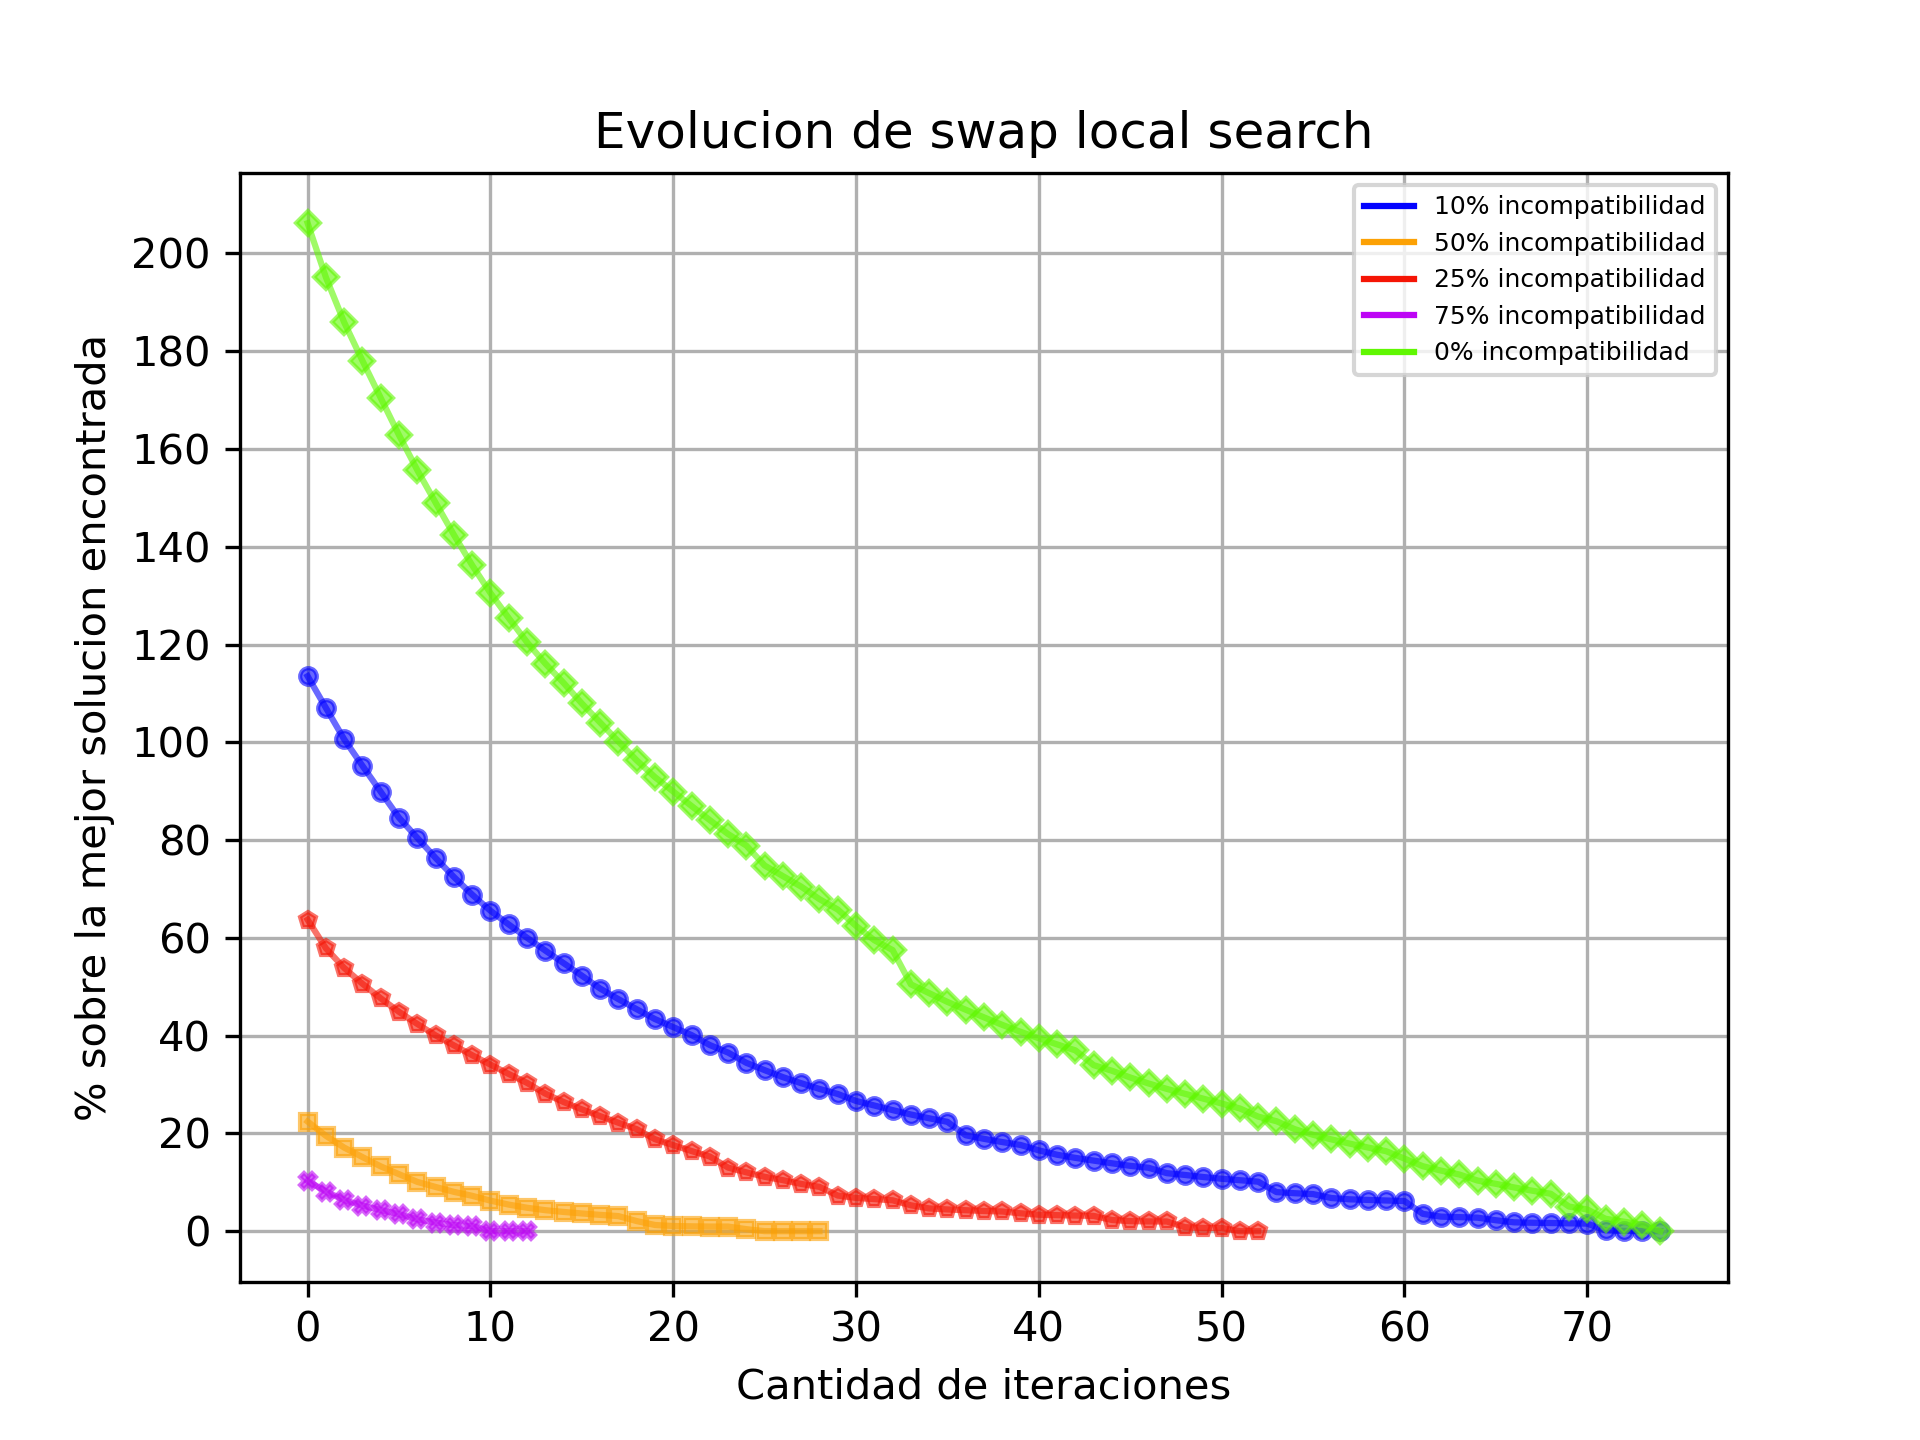 Evolucion de swap local search
10% incompatibilidad
50% incompatibilidad
25% incompatibilidad
75% incompatibilidad
0% incompatibilidad
% sobre la mejor solucion encontrada
200
180
160
140
120
100
80
60
40
20
0
0 10 20 30 40 50 60 70
Cantidad de iteraciones